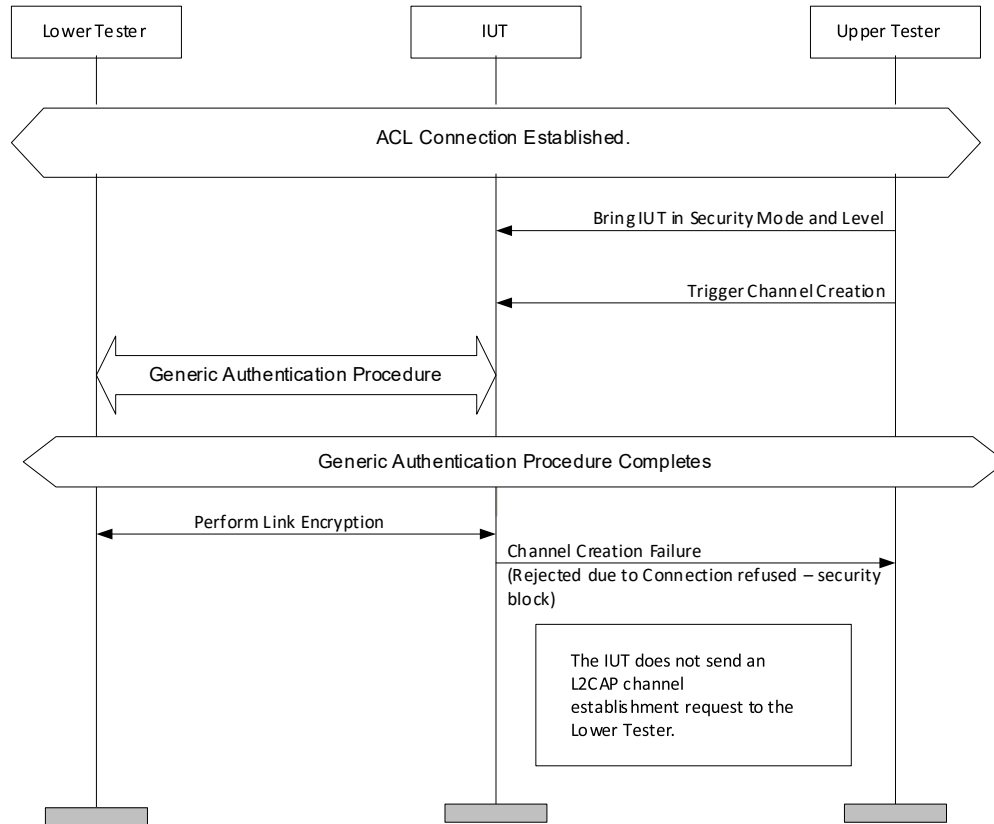 Lower Tester
IUT
Upper Tester
ACL Connection Established.
Bring IUT in Security Mode and Level
Trigger Channel Creation
Generic Authentication Procedure
Generic Authentication Procedure Completes
Perform Link Encryption
Channel Creation Failure
(Rejected due to Connection refused – security
block)
The IUT does not send an
L2CAP channel
establishment request to the
Lower Tester.